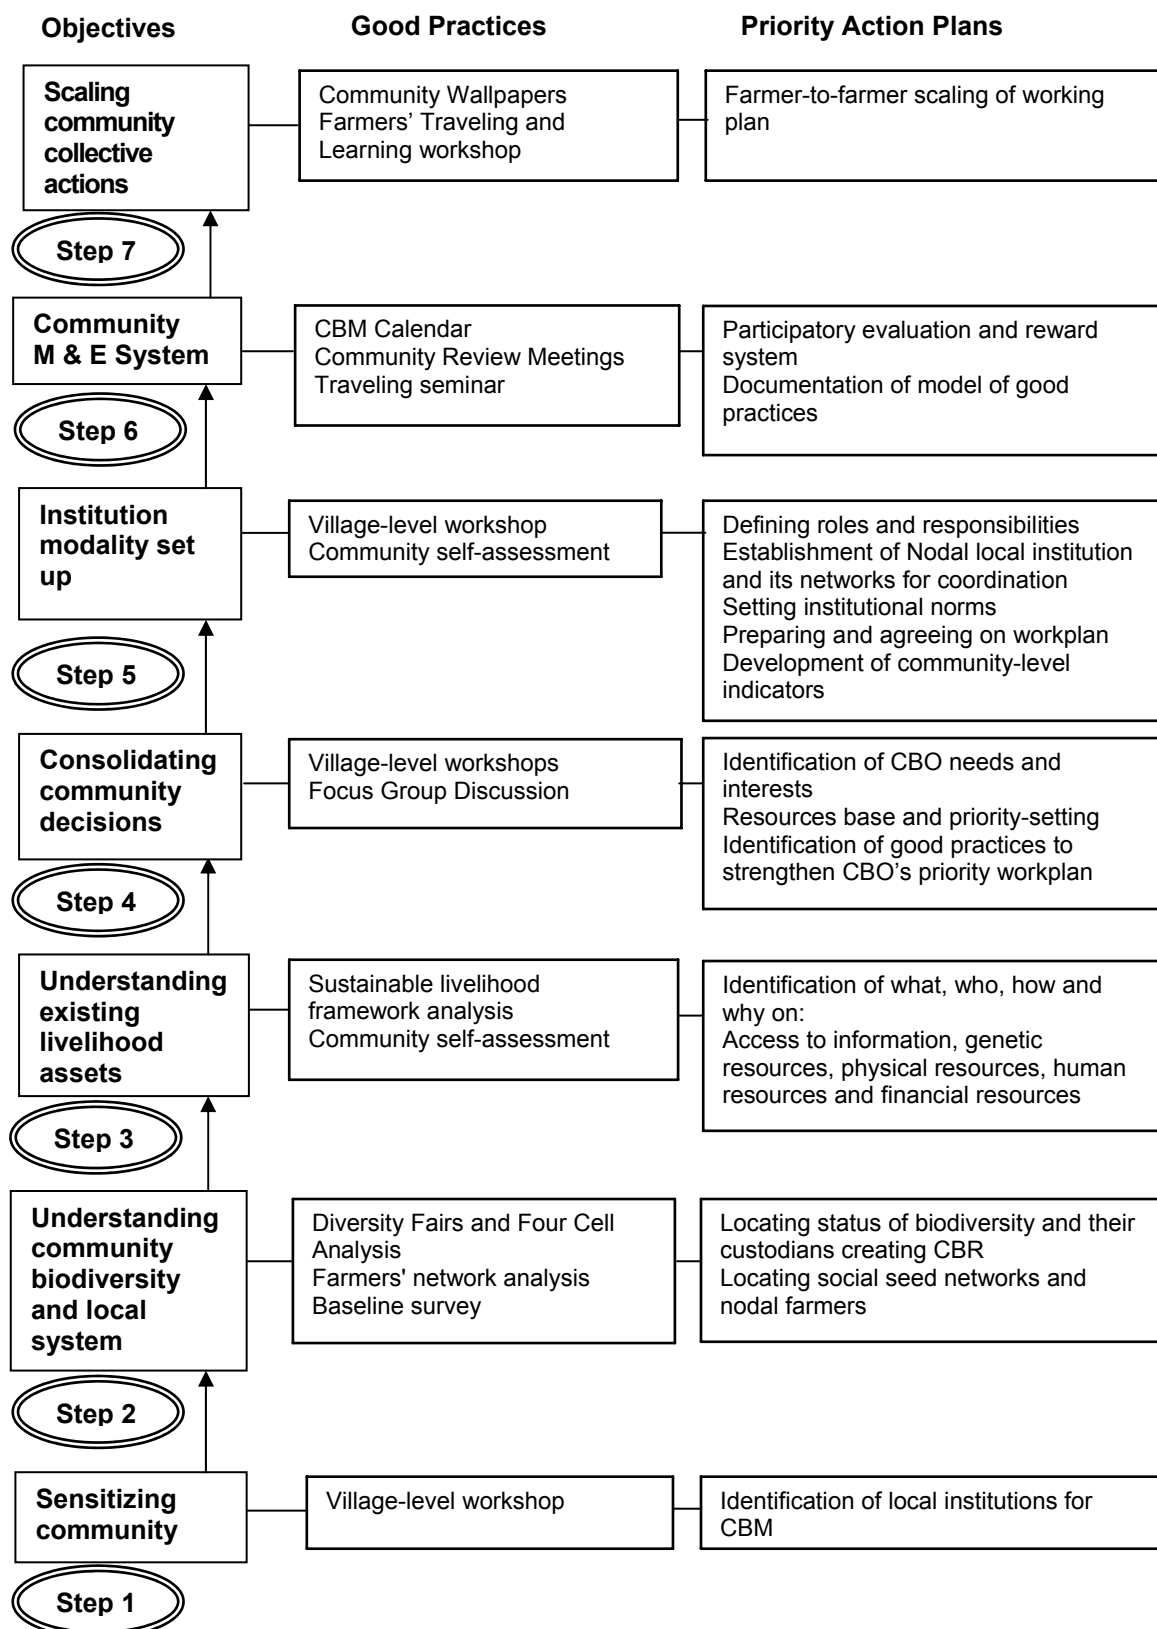 Objectives
Good Practices
Priority Action Plans
Scaling
community
collective
actions
Community Wallpapers
Farmers’ Traveling and
Learning workshop
Farmer-to-farmer scaling of working
plan
Step 7
Community
M & E System
CBM Calendar
Community Review Meetings
Traveling seminar
Participatory evaluation and reward
system
Documentation of model of good
practices
Step 6
Institution
modality set
up
Village-level workshop
Community self-assessment
Defining roles and responsibilities
Establishment of Nodal local institution
and its networks for coordination
Setting institutional norms
Preparing and agreeing on workplan
Development of community-level
indicators
Step 5
Consolidating
community
decisions
Village-level workshops
Focus Group Discussion
Identification of CBO needs and
interests
Resources base and priority-setting
Identification of good practices to
strengthen CBO’s priority workplan
Step 4
Understanding
existing
livelihood
assets
Sustainable livelihood
framework analysis
Community self-assessment
Identification of what, who, how and
why on:
Access to information, genetic
resources, physical resources, human
resources and financial resources
Step 3
Understanding
community
biodiversity
and local
system
Diversity Fairs and Four Cell
Analysis
Farmers' network analysis
Baseline survey
Locating status of biodiversity and their
custodians creating CBR
Locating social seed networks and
nodal farmers
Step 2
Sensitizing
community
Village-level workshop
Identification of local institutions for
CBM
Step 1